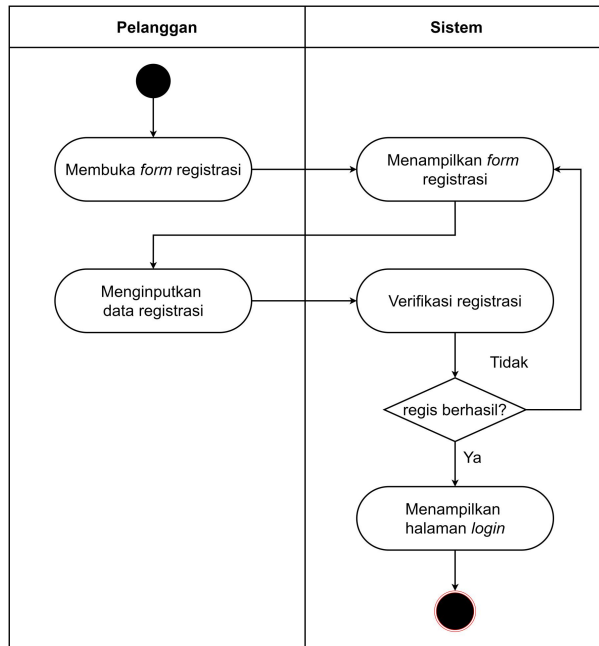 Pelanggan
Sistem
Membuka form registrasi
Menampilkan form
registrasi
Menginputkan
data registrasi
Verifikasi registrasi
Tidak
regis berhasil?
Ya
Menampilkan
halaman login